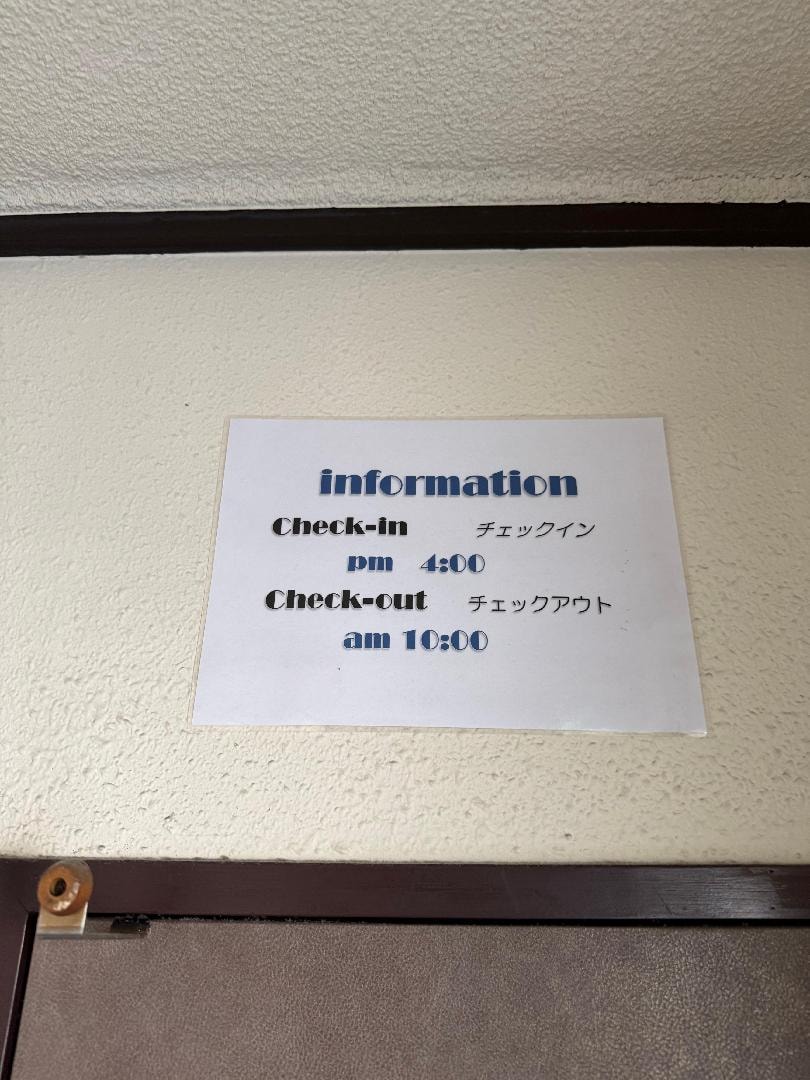 information
Check-in チェックイン
pm 4:00
Check-out チェックアウト
am 10:00